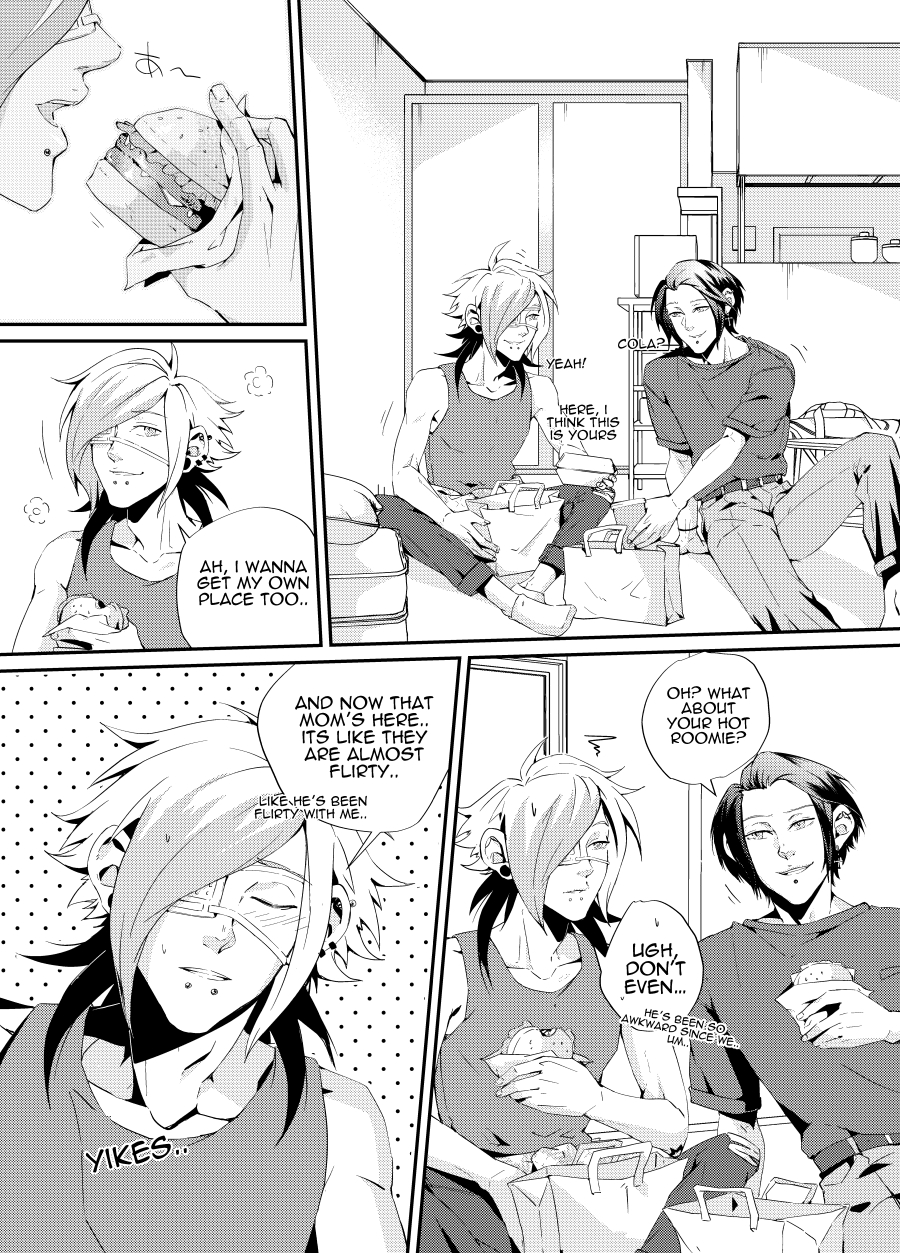 あ〜
COLA?
YEAH!
HERE, I
THINK THIS
IS YOURS
AH, I WANNA
GET MY OWN
PLACE TOO..
OH? WHAT
ABOUT
YOUR HOT
ROOMIE?
UGH,
DON'T
EVEN...
HE'S BEEN SO
AWKWARD SINCE WE..
UM.
AND NOW THAT
MOM'S HERE..
ITS LIKE THEY
ARE ALMOST
FLIRTY..
LIKE HE'S BEEN
FLIRTY WITH ME..
YIKES..